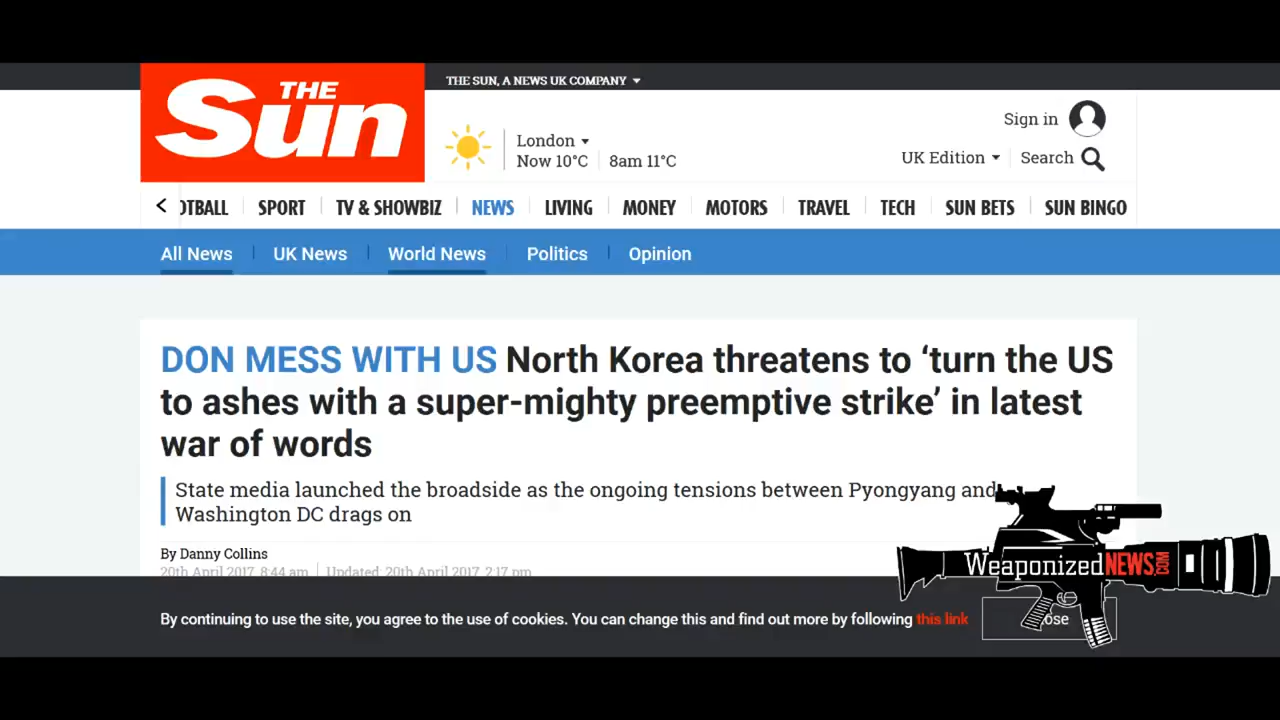 THE SUN, A NEWS UK COMPANY
THE
Sun
London
Now 10°C 8am 11°C
Sign in
UK Edition Search
OTBALL SPORT TV & SHOWBIZ NEWS LIVING MONEY MOTORS TRAVEL TECH SUN BETS SUN BINGO
All News UK News World News Politics Opinion
DON MESS WITH US North Korea threatens to ‘turn the US
to ashes with a super-mighty preemptive strike’ in latest
war of words
State media launched the broadside as the ongoing tensions between Pyongyang and
Washington DC drags on
By Danny Collins
20th April 2017, 8:44 am Updated: 20th April 2017, 2:17 pm
WeaponizedNEWS.COM
By continuing to use the site, you agree to the use of cookies. You can change this and find out more by following this link